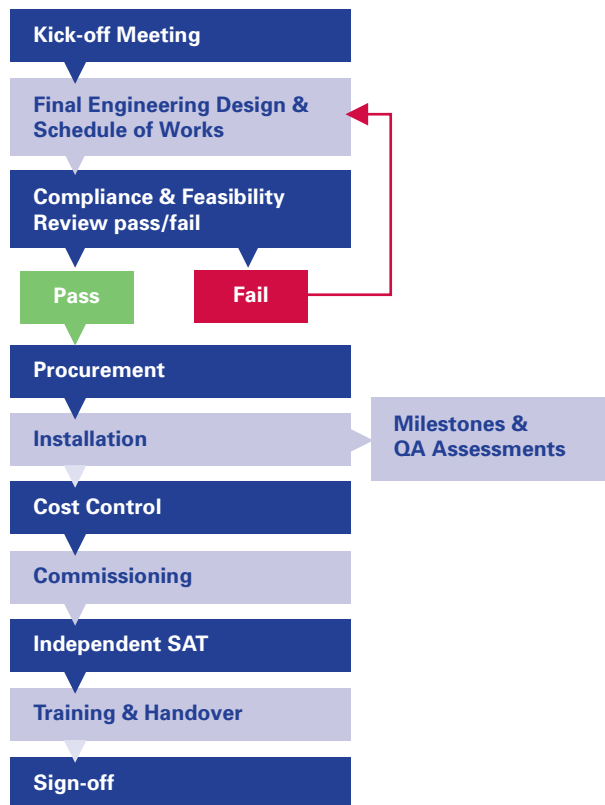 Kick-off Meeting
Final Engineering Design &
Schedule of Works
Compliance & Feasibility
Review pass/fail
Pass
Fail
Procurement
Installation
Milestones &
QA Assessments
Cost Control
Commissioning
Independent SAT
Training & Handover
Sign-off